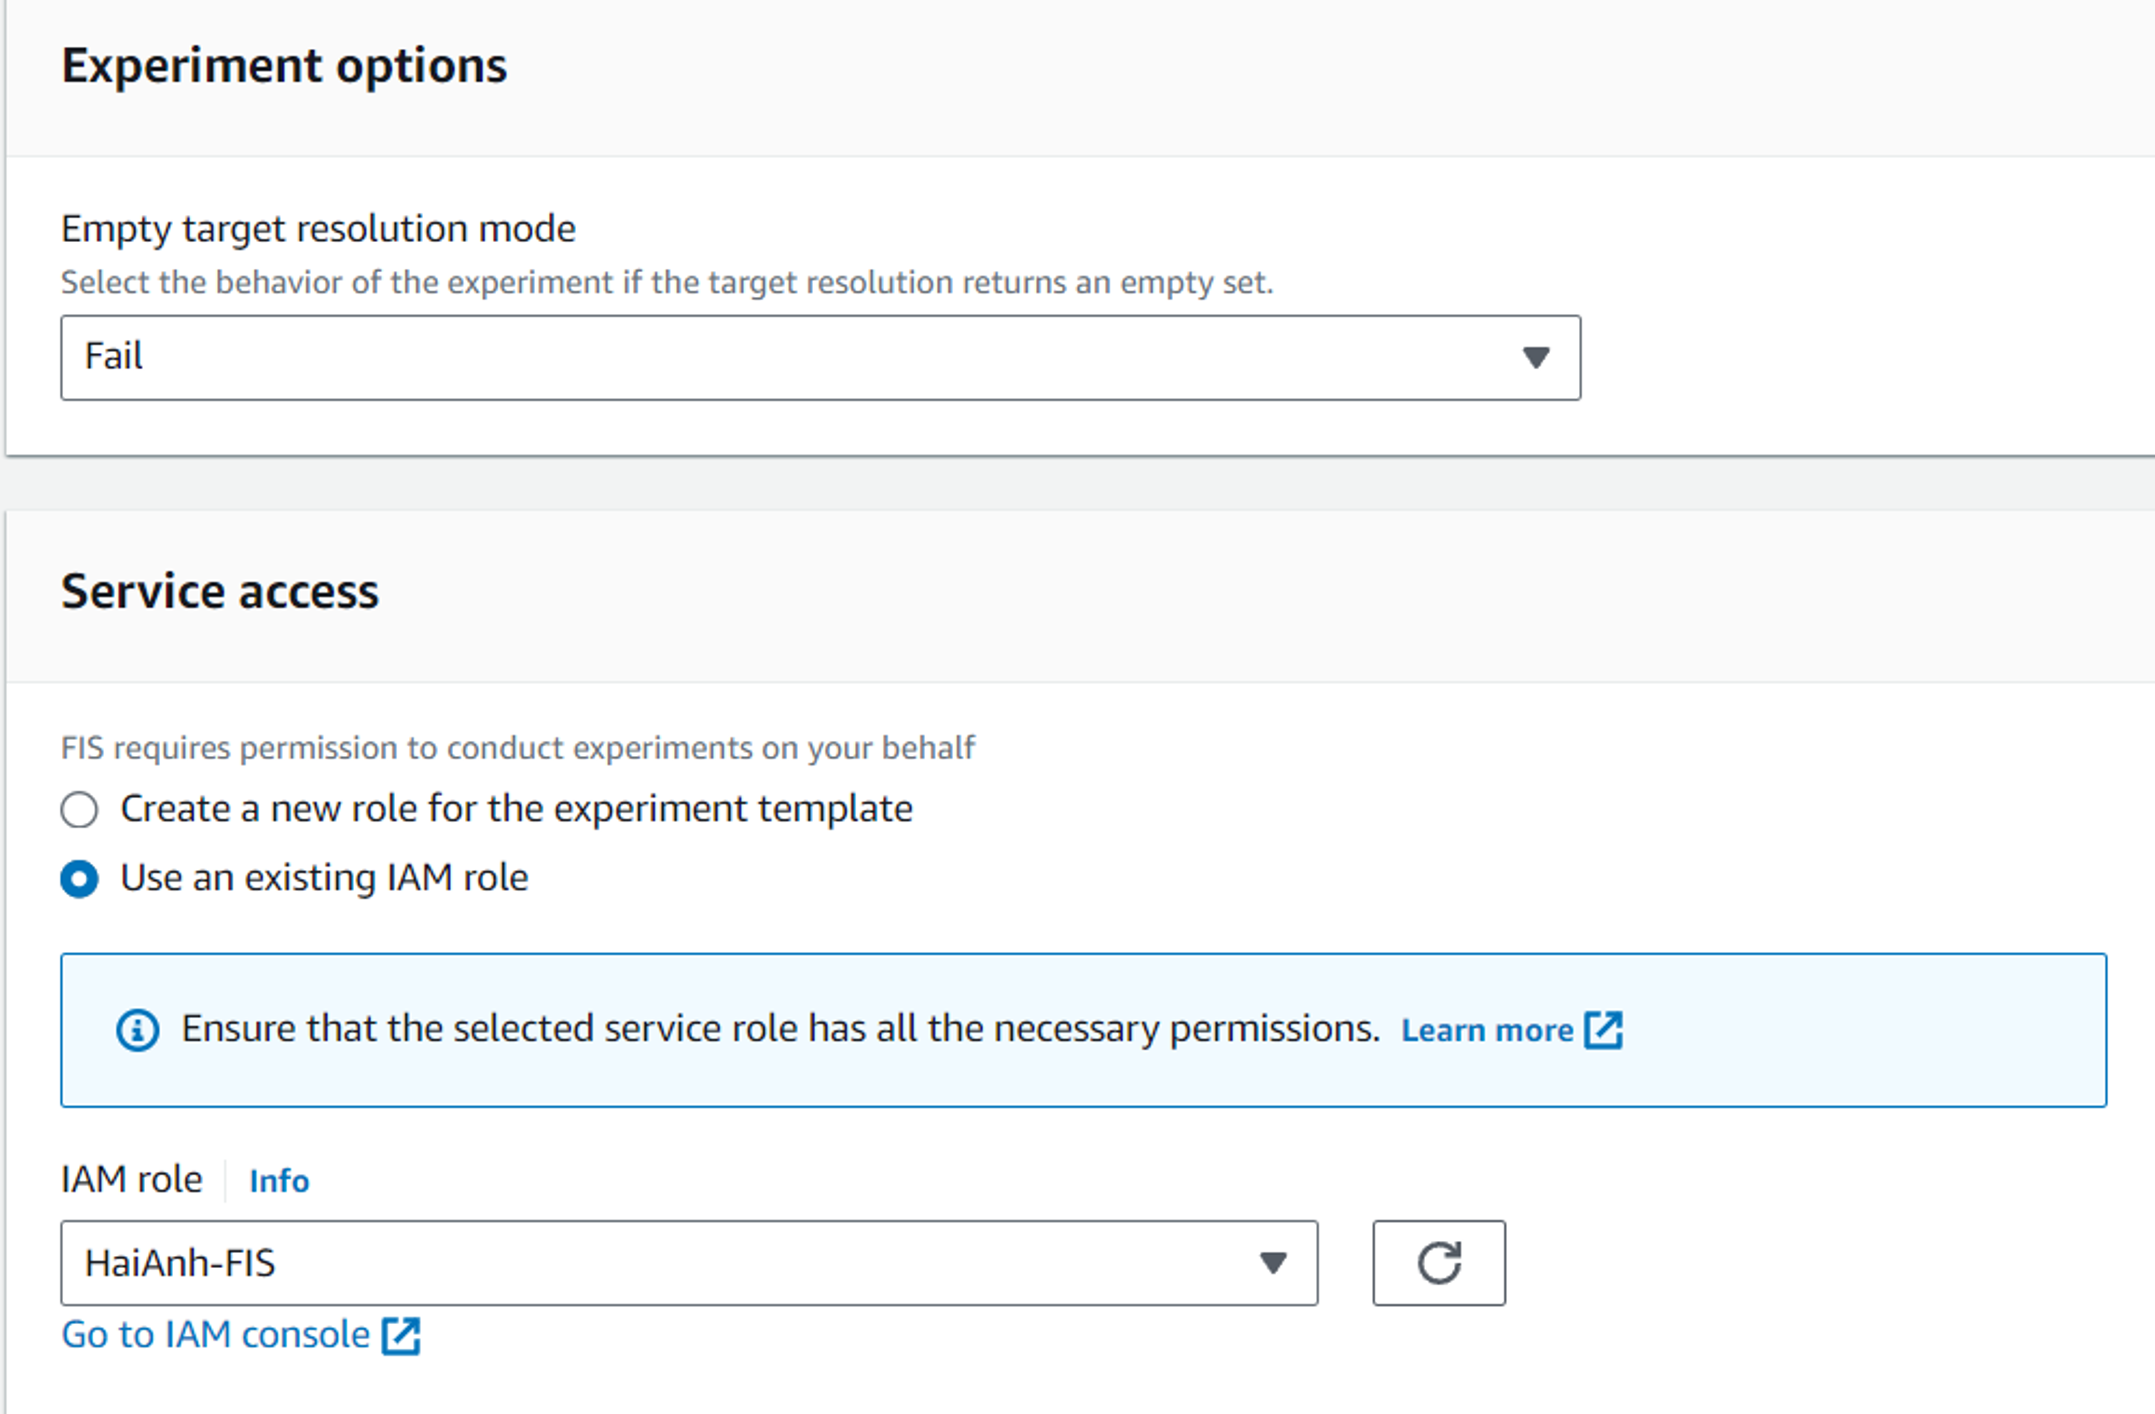 Experiment options
Empty target resolution mode
Select the behavior of the experiment if the target resolution returns an empty set.
Fail
Service access
FIS requires permission to conduct experiments on your behalf
Create a new role for the experiment template
Use an existing IAM role
Ensure that the selected service role has all the necessary permissions. Learn more
IAM role Info
HaiAnh-FIS
Go to IAM console